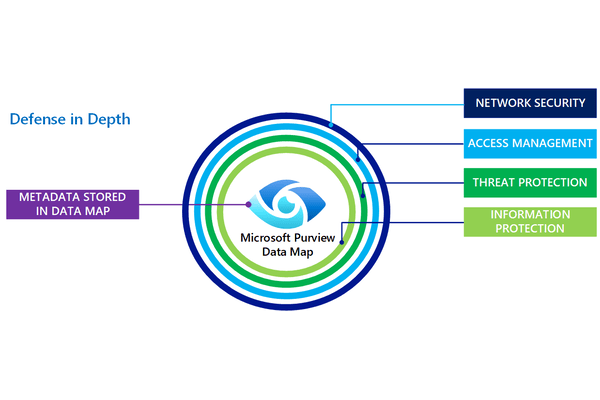 Defense in Depth
NETWORK SECURITY
ACCESS MANAGEMENT
THREAT PROTECTION
INFORMATION
PROTECTION
METADATA STORED
IN DATA MAP
Microsoft Purview
Data Map